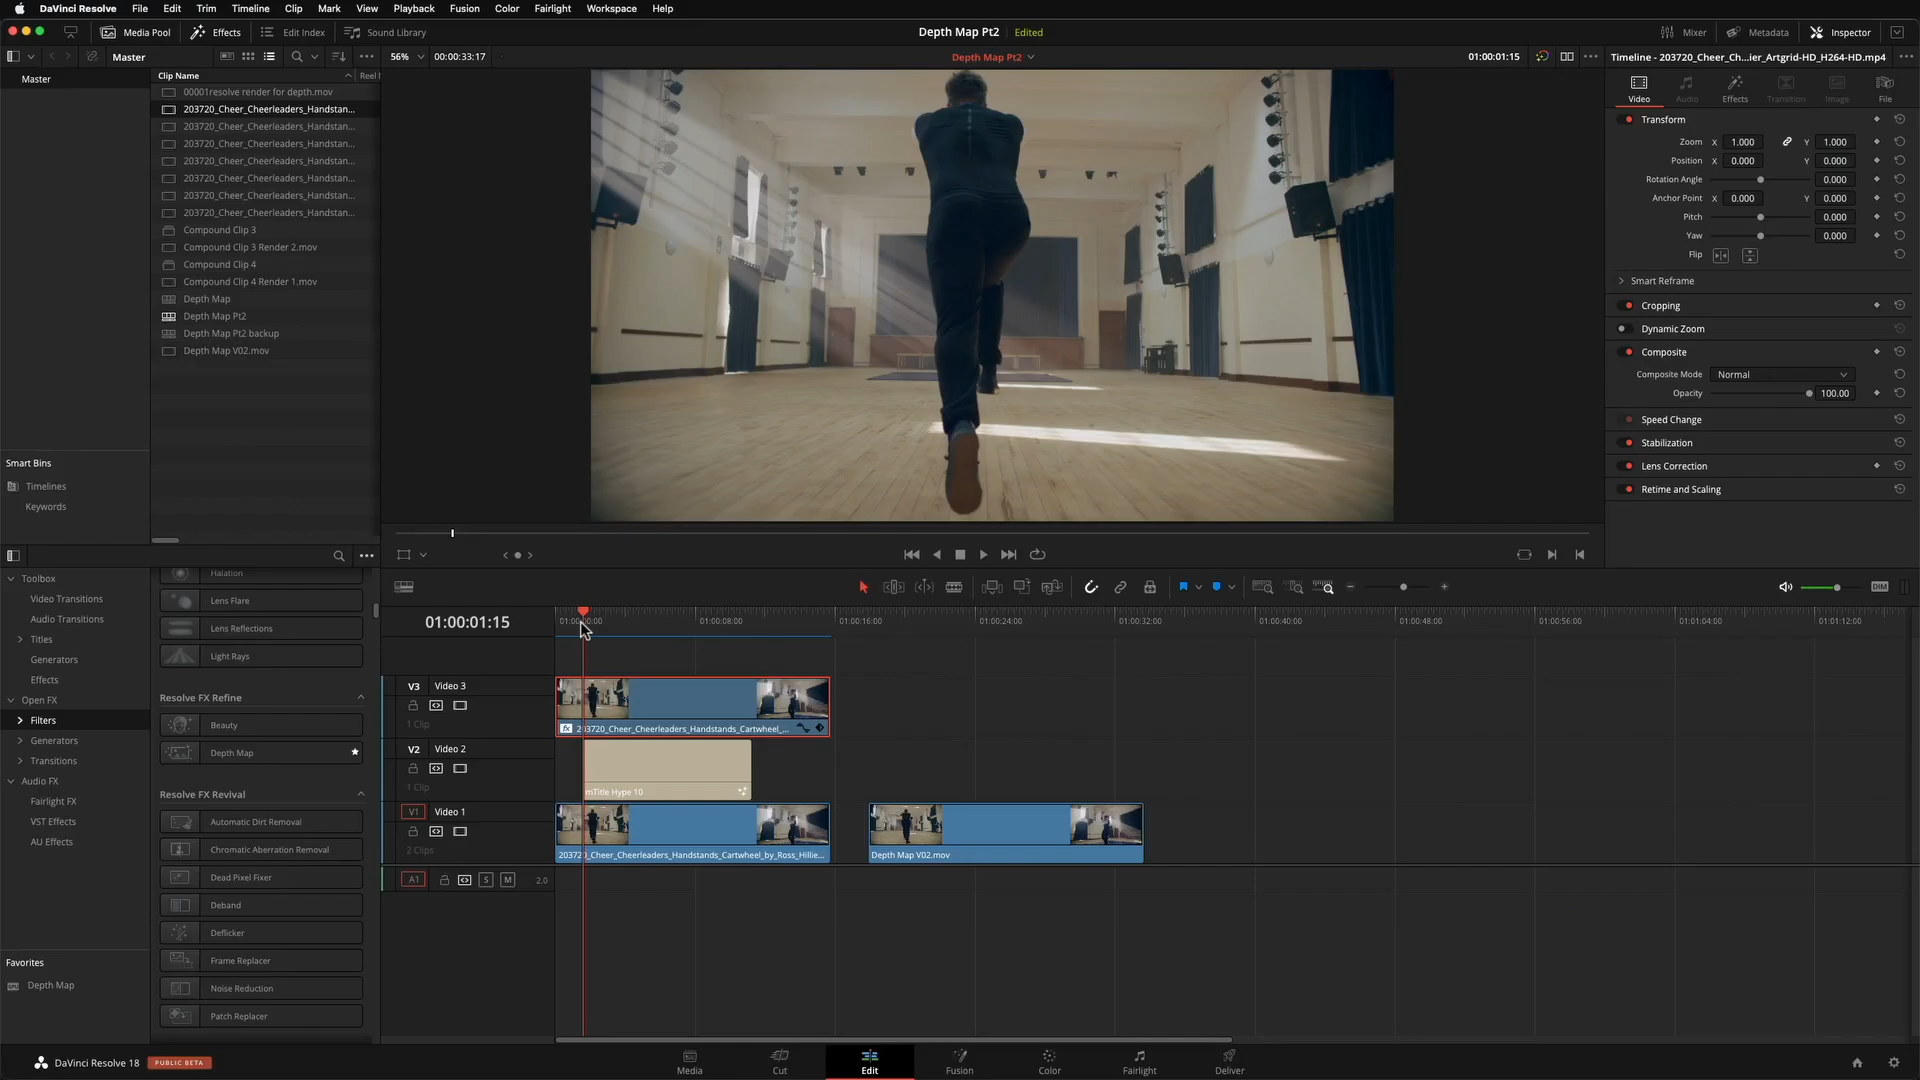 DaVinci Resolve File Edit Trim Timeline Clip Mark View Playback Fusion Color Fairlight Workspace Help
Media Pool Effects Edit Index Sound Library Depth Map Pt2 Edited Mixer Metadata Inspector
Master 56% 00:00:33:17 Depth Map Pt2 01:00:01:15 Timeline - 203720_Cheer_Ch...ier_Artgrid-HD_H264-HD.mp4
Master
Clip Name Reel
00001resolve render for depth.mov
203720_Cheer_Cheerleaders_Handstan...
203720_Cheer_Cheerleaders_Handstan...
203720_Cheer_Cheerleaders_Handstan...
203720_Cheer_Cheerleaders_Handstan...
203720_Cheer_Cheerleaders_Handstan...
203720_Cheer_Cheerleaders_Handstan...
203720_Cheer_Cheerleaders_Handstan...
Compound Clip 3
Compound Clip 3 Render 2.mov
Compound Clip 4
Compound Clip 4 Render 1.mov
Depth Map
Depth Map Pt2
Depth Map Pt2 backup
Depth Map V02.mov
Smart Bins
Timelines
Keywords
Video Audio Effects Transition Image File
Transform
Zoom X 1.000 Y 1.000
Position X 0.000 Y 0.000
Rotation Angle 0.000
Anchor Point X 0.000 Y 0.000
Pitch 0.000
Yaw 0.000
Flip
Smart Reframe
Cropping
Dynamic Zoom
Composite
Composite Mode Normal
Opacity 100.00
Speed Change
Stabilization
Lens Correction
Retime and Scaling
Toolbox
Video Transitions
Audio Transitions
Titles
Generators
Effects
Open FX
Filters
Generators
Transitions
Audio FX
Fairlight FX
VST Effects
AU Effects
Favorites
Depth Map
Halation
Lens Flare
Lens Reflections
Light Rays
Resolve FX Refine
Beauty
Depth Map
Resolve FX Revival
Automatic Dirt Removal
Chromatic Aberration Removal
Dead Pixel Fixer
Deband
Deflicker
Frame Replacer
Noise Reduction
Patch Replacer
DIM
01:00:01:15 01:00:00:00 01:00:08:00 01:00:16:00 01:00:24:00 01:00:32:00 01:00:40:00 01:00:48:00 01:00:56:00 01:01:04:00 01:01:12:00
V3 Video 3
1 Clip
203720_Cheer_Cheerleaders_Handstands_Cartwheel_...
V2 Video 2
1 Clip
mTitle Hype 10
V1 Video 1
2 Clips
203720_Cheer_Cheerleaders_Handstands_Cartwheel_by_Ross_Hillie... Depth Map V02.mov
A1 S M 2.0
DaVinci Resolve 18 PUBLIC BETA Media Cut Edit Fusion Color Fairlight Deliver